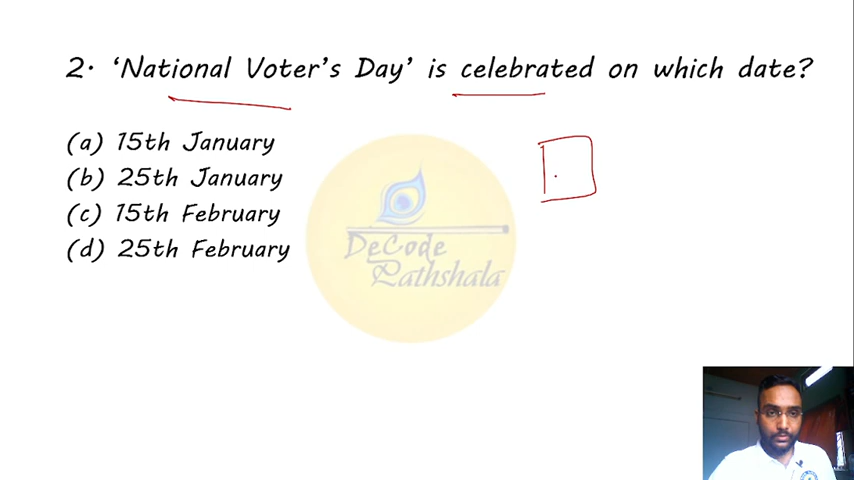 2. ‘National Voter’s Day’ is celebrated on which date?
(a) 15th January
(b) 25th January
(c) 15th February
(d) 25th February
DeCode
Pathshala